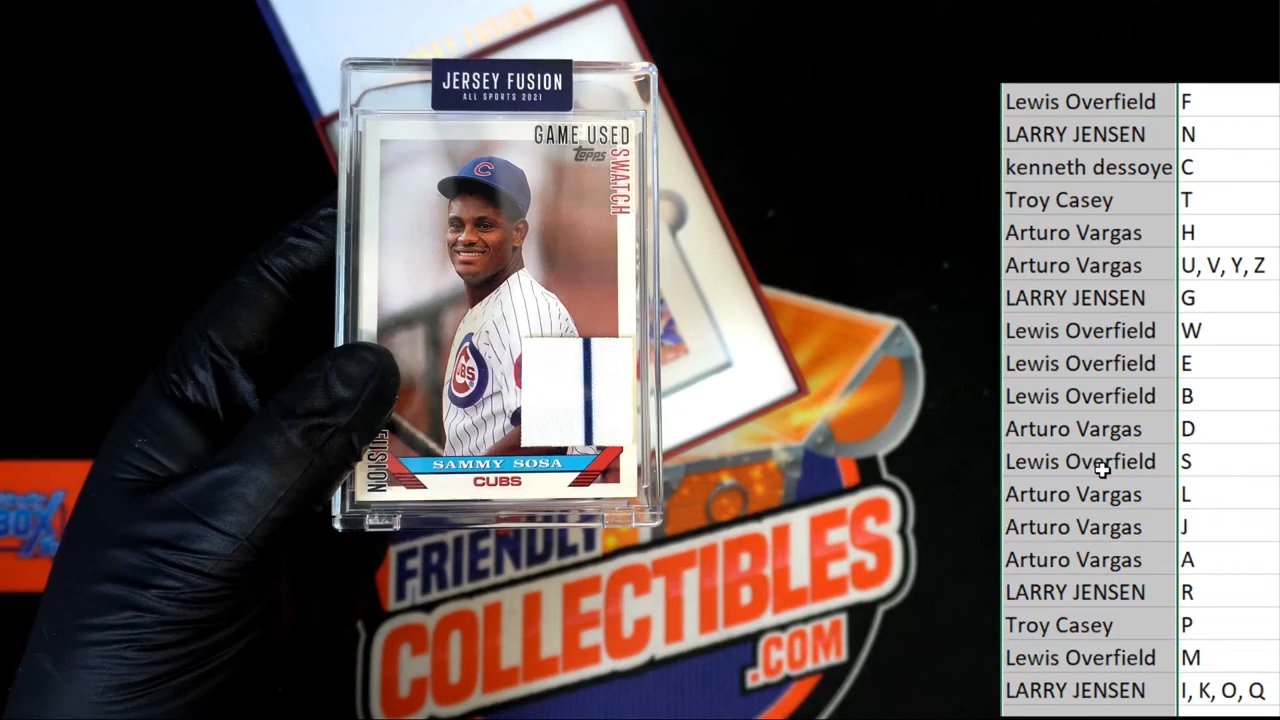 JERSEY FUSION
ALL SPORTS 2021
GAME USED
SWATCH
Topps
C
CUBS
FUSION
SAMMY SOSA
CUBS
FRIENDLY
COLLECTIBLES
.COM
BOX
Lewis Overfield F
LARRY JENSEN N
kenneth dessoye C
Troy Casey T
Arturo Vargas H
Arturo Vargas U, V, Y, Z
LARRY JENSEN G
Lewis Overfield W
Lewis Overfield E
Lewis Overfield B
Arturo Vargas D
Lewis Overfield S
Arturo Vargas L
Arturo Vargas J
Arturo Vargas A
LARRY JENSEN R
Troy Casey P
Lewis Overfield M
LARRY JENSEN I, K, O, Q